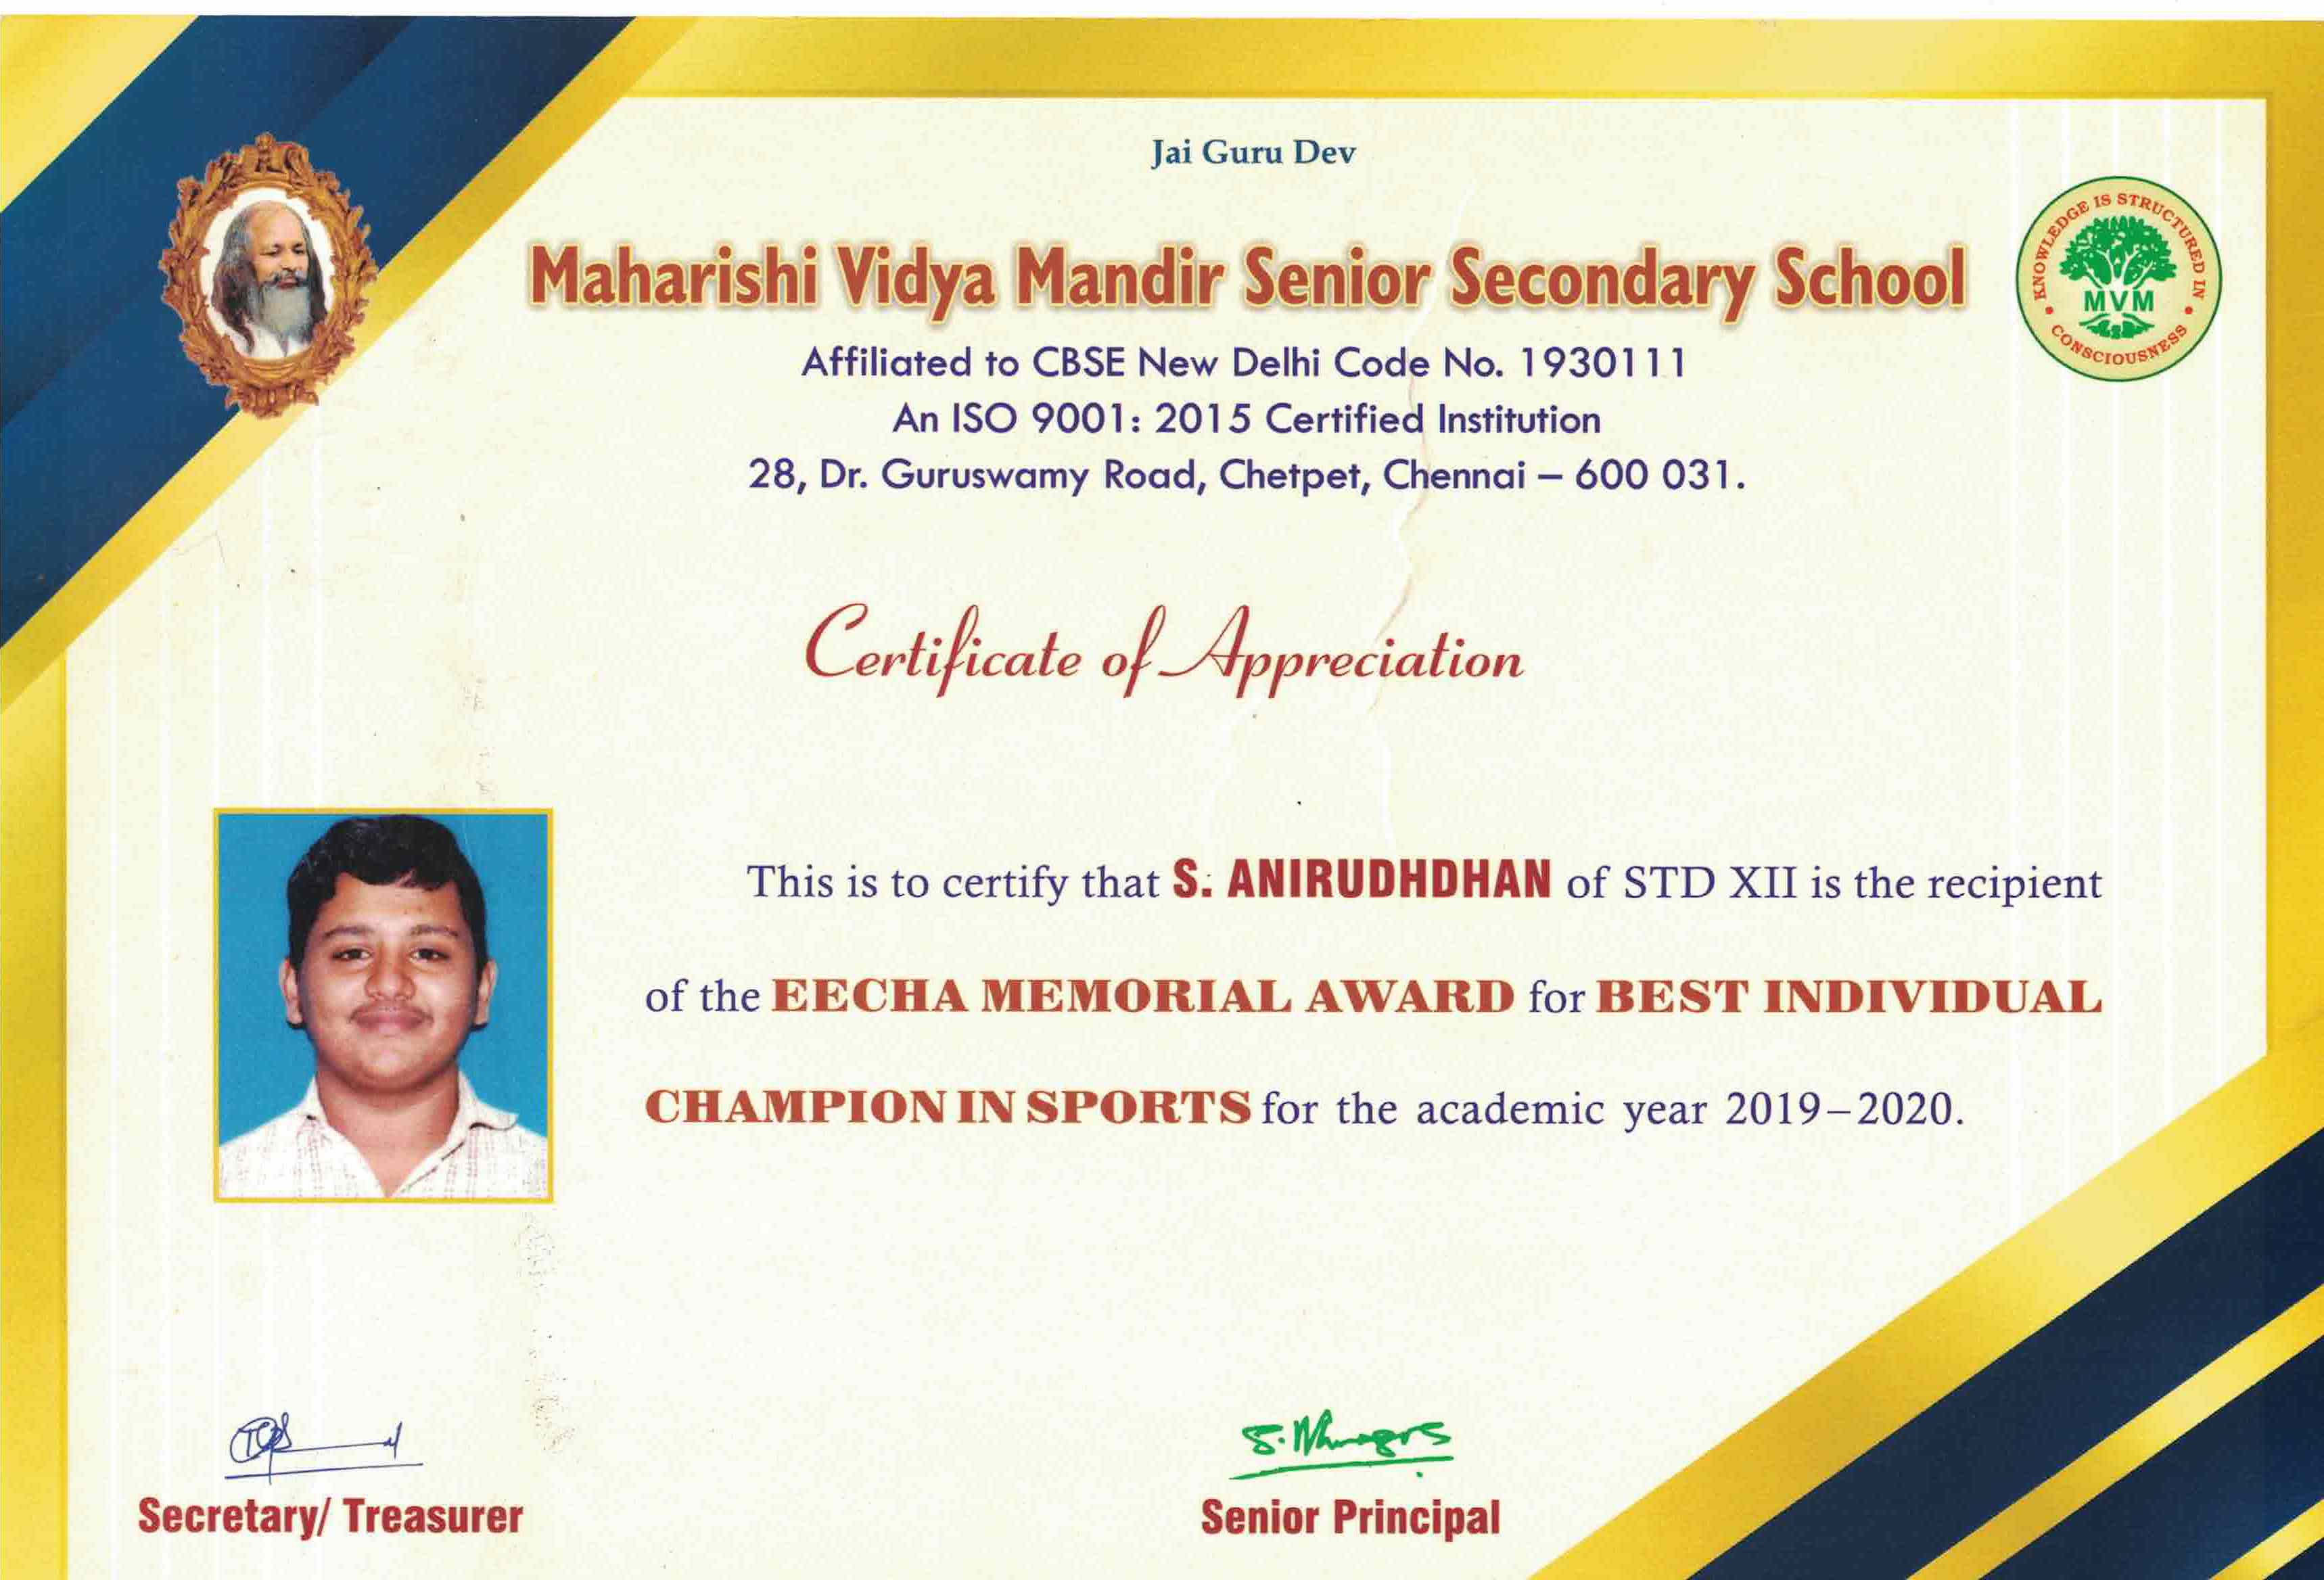 Jai Guru Dev
Maharishi Vidya Mandir Senior Secondary School
KNOWLEDGE IS STRUCTURED IN
• CONSCIOUSNESS •
MVM
Affiliated to CBSE New Delhi Code No. 1930111
An ISO 9001: 2015 Certified Institution
28, Dr. Guruswamy Road, Chetpet, Chennai – 600 031.
Certificate of Appreciation
This is to certify that S. ANIRUDHDHAN of STD XII is the recipient
of the EECHA MEMORIAL AWARD for BEST INDIVIDUAL
CHAMPION IN SPORTS for the academic year 2019–2020.
Secretary/ Treasurer
Senior Principal